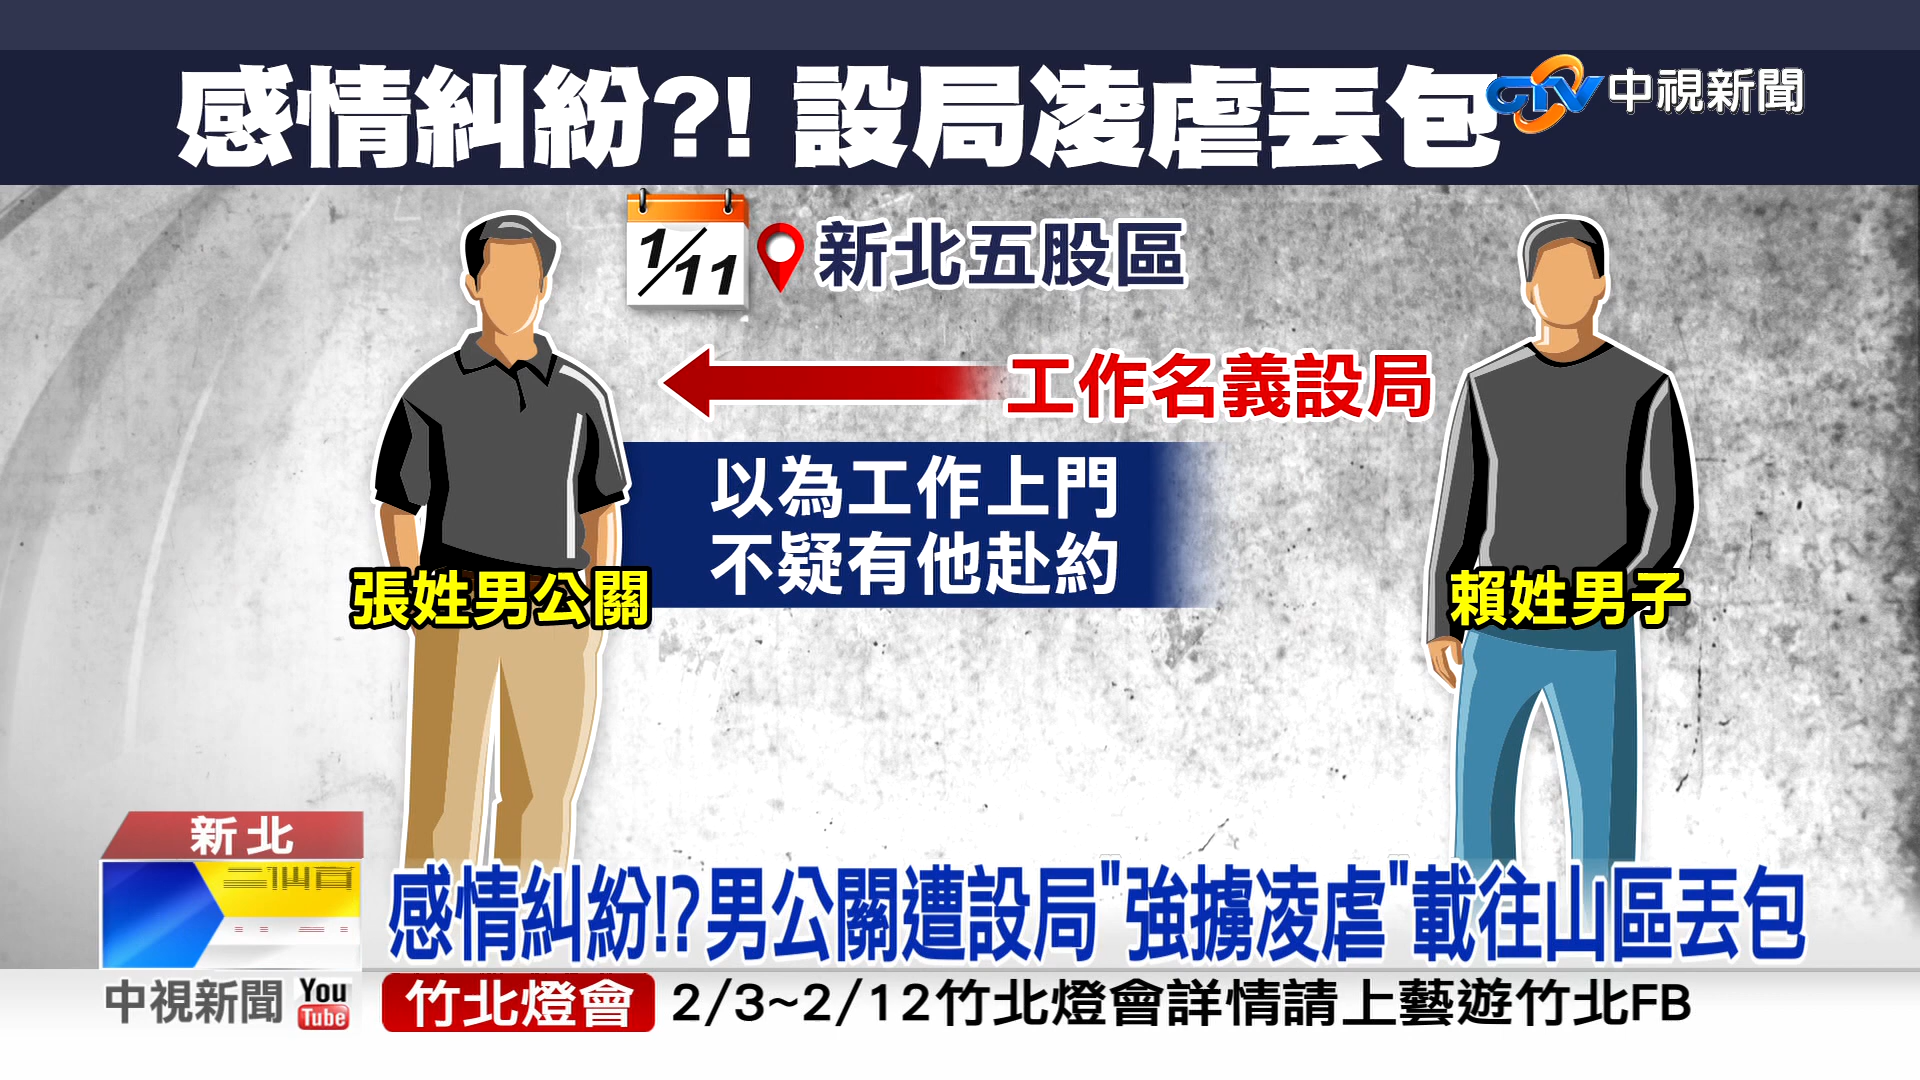 感情糾紛?! 設局凌虐丟包
CTV 中視新聞
1/11
新北五股區
工作名義設局
以為工作上門
不疑有他赴約
張姓男公關
賴姓男子
新北
感情糾紛!?男公關遭設局"強擄凌虐"載往山區丟包
中視新聞 YouTube
竹北燈會 2/3~2/12竹北燈會詳情請上藝遊竹北FB